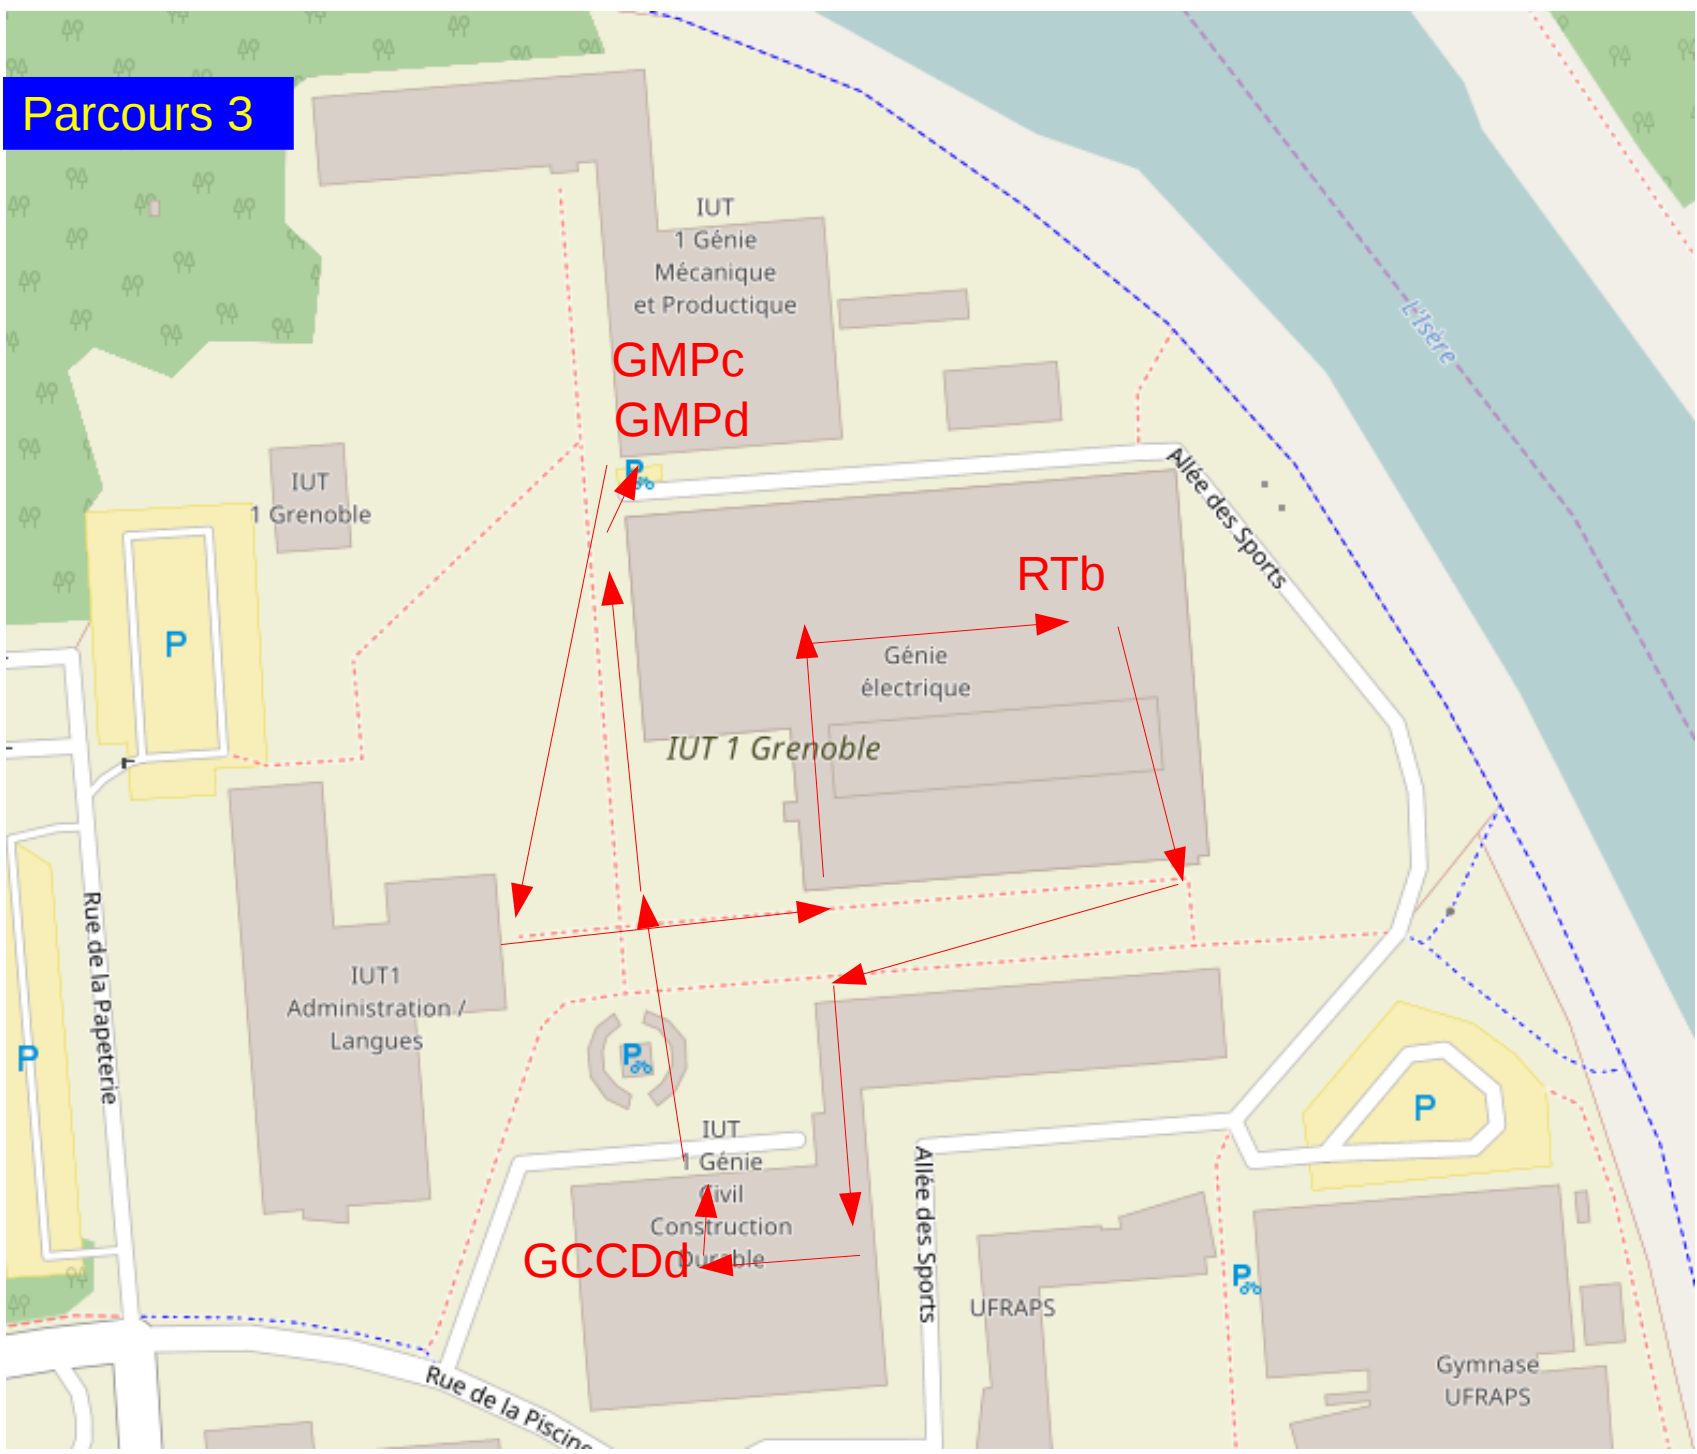 Parcours 3
IUT
1 Génie
Mécanique
et Productique
L'Isère
GMPc
GMPd
P
Allée des Sports
IUT
1 Grenoble
RTb
P
Génie
électrique
IUT 1 Grenoble
Rue de la Papeterie
IUT1
Administration /
Langues
P
P
P
IUT
1 Génie
Civil
Construction
Durable
GCCDd
Allée des Sports
P
UFRAPS
Gymnase
UFRAPS
Rue de la Piscine